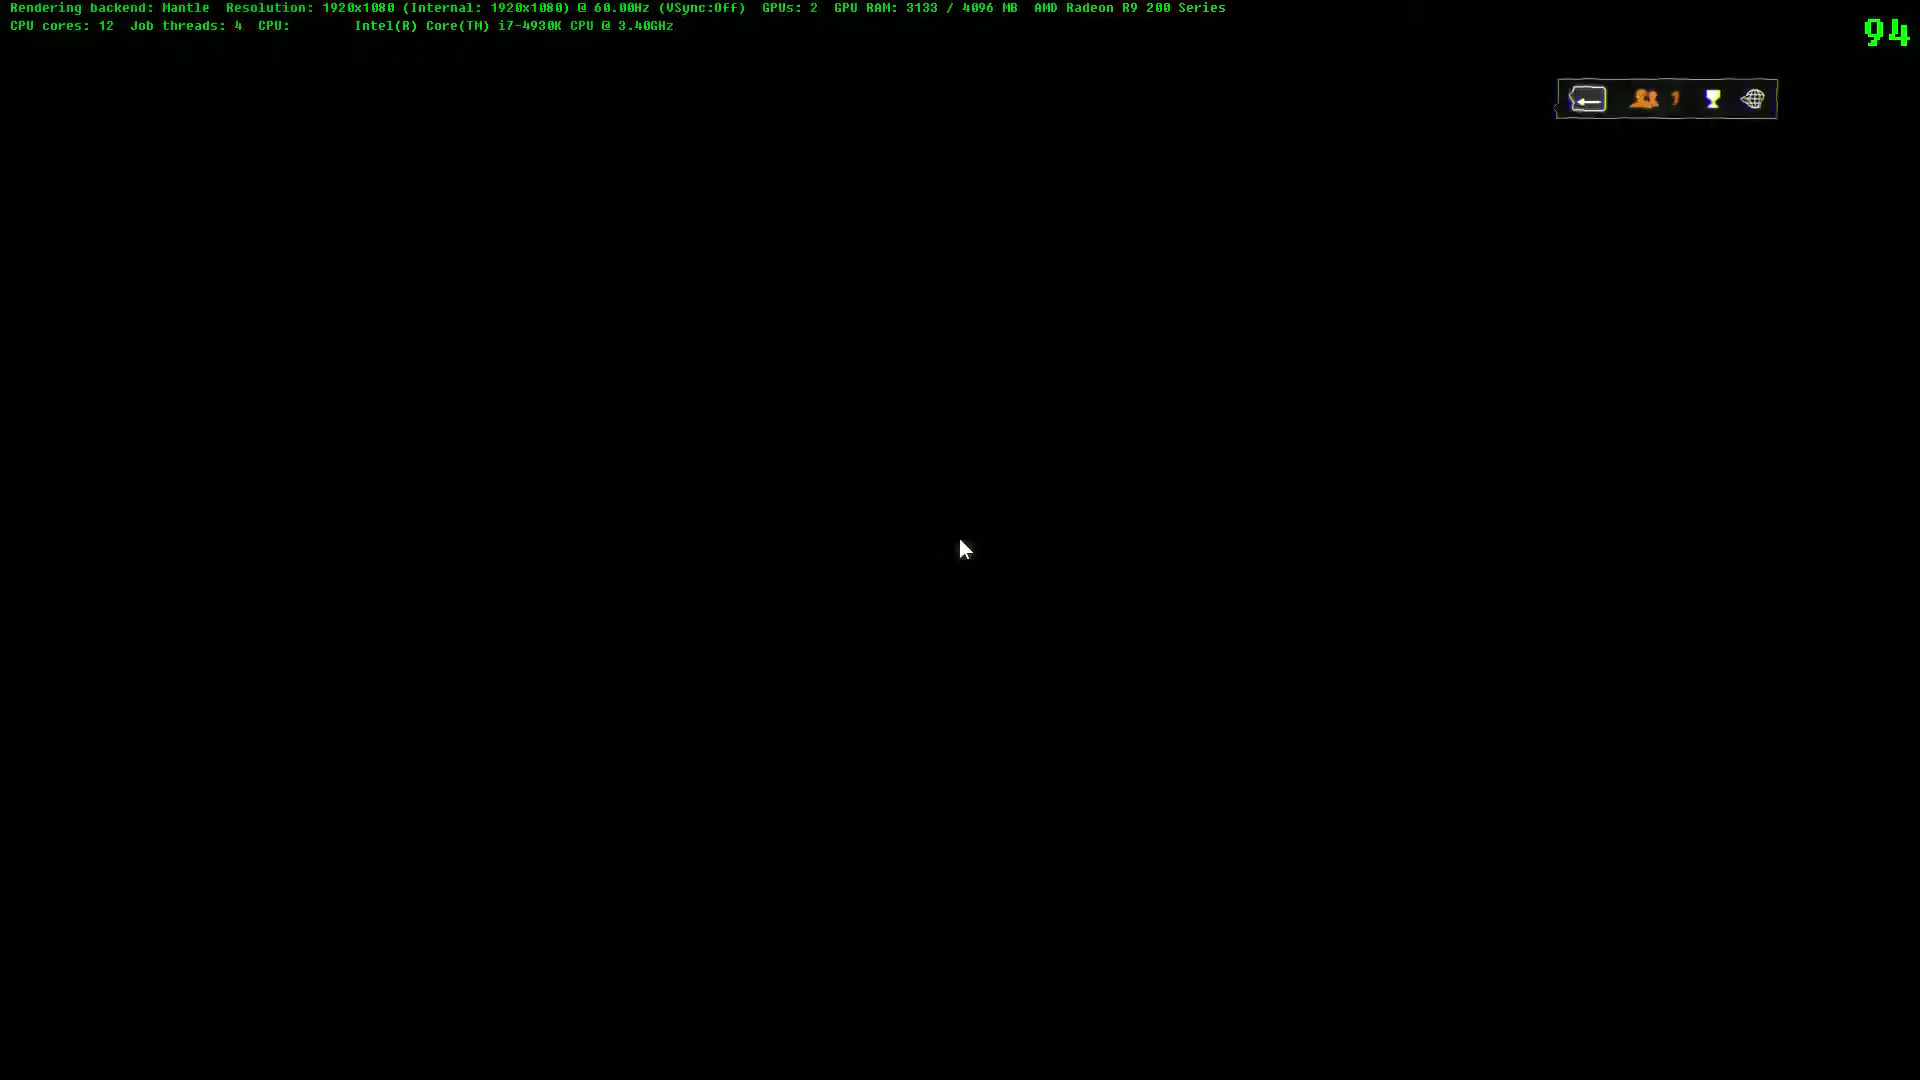 Rendering backend: Mantle  Resolution: 1920x1080 (Internal: 1920x1080) @ 60.00Hz (VSync:Off)  GPUs: 2  GPU RAM: 3133 / 4096 MB  AMD Radeon R9 200 Series
CPU cores: 12  Job threads: 4  CPU:        Intel(R) Core(TM) i7-4930K CPU @ 3.40GHz
94
1